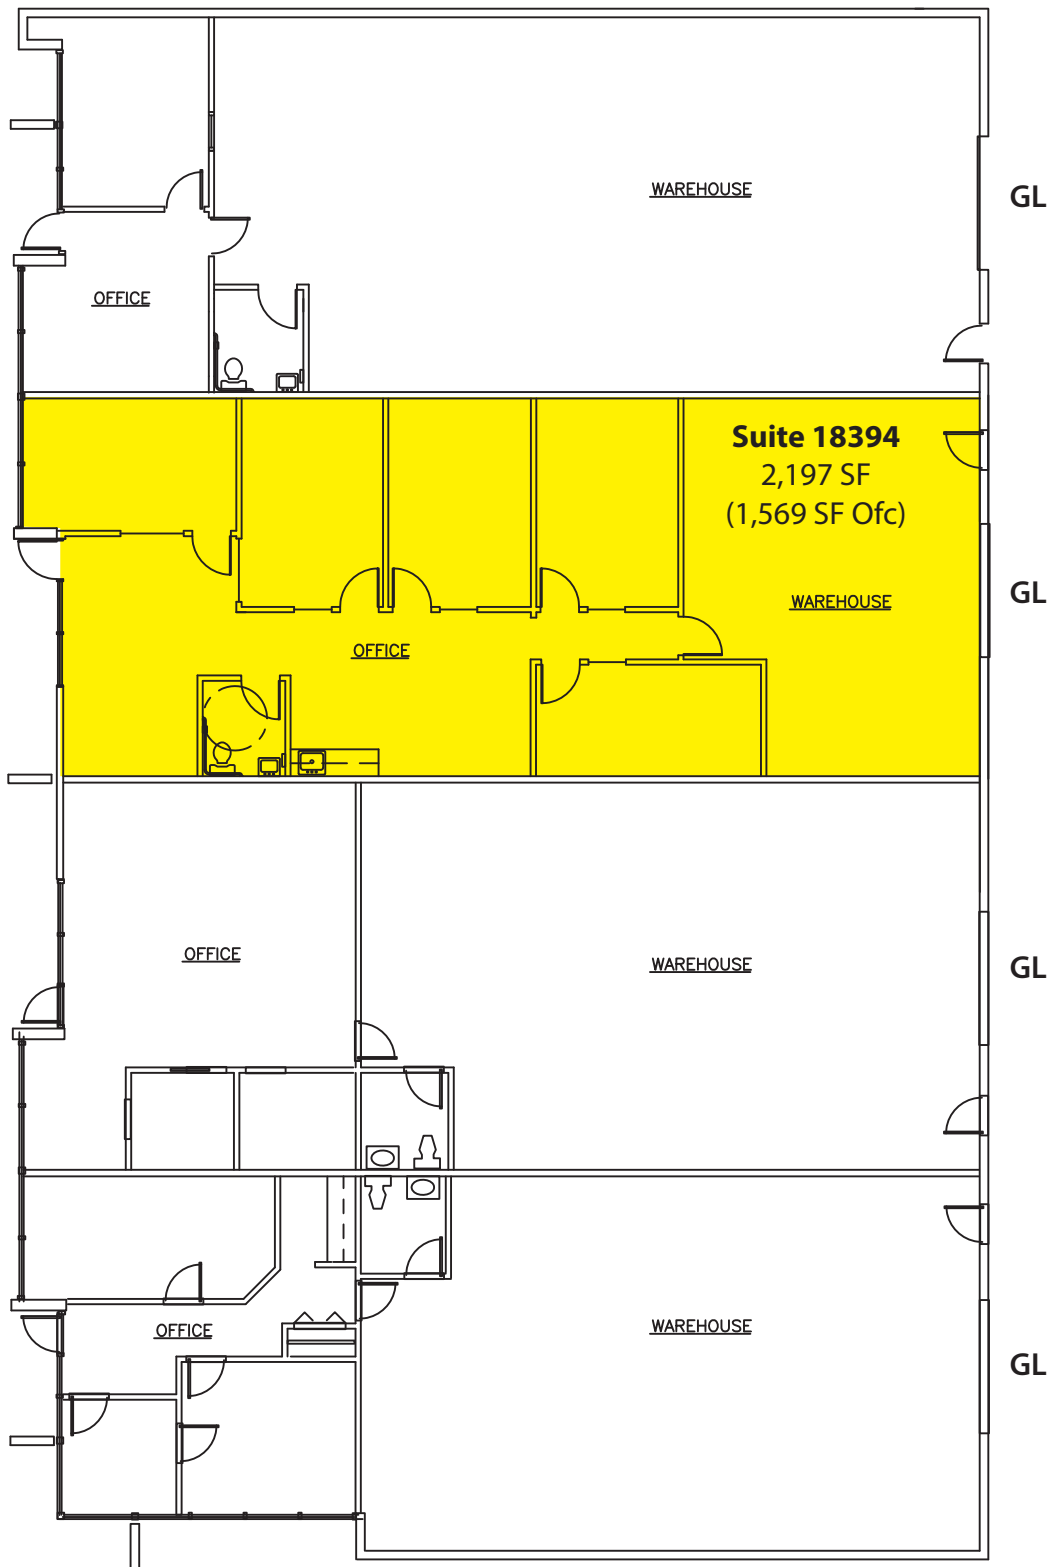 WAREHOUSE
GL
OFFICE
Suite 18394
2,197 SF
(1,569 SF Ofc)
GL
WAREHOUSE
OFFICE
OFFICE
WAREHOUSE
GL
OFFICE
WAREHOUSE
GL